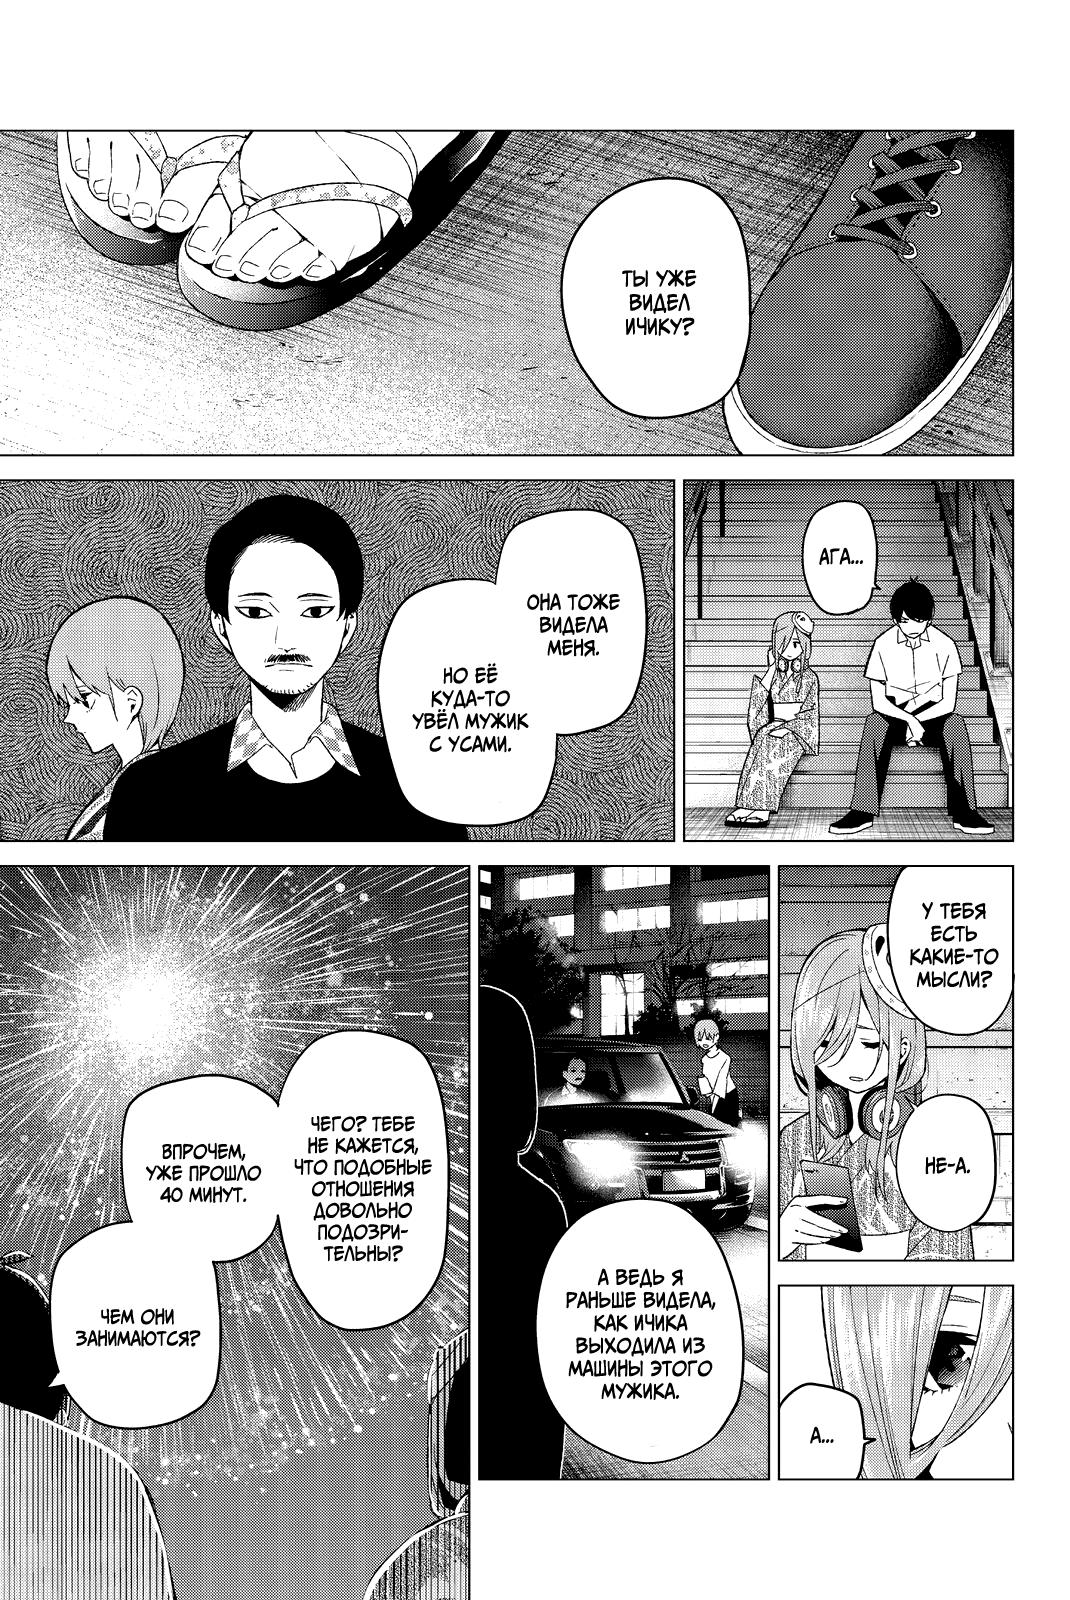 ТЫ УЖЕ
ВИДЕЛ
ИЧИКУ?
АГА...
ОНА ТОЖЕ
ВИДЕЛА
МЕНЯ.
НО ЕЁ
КУДА-ТО
УВЁЛ МУЖИК
С УСАМИ.
У ТЕБЯ
ЕСТЬ
КАКИЕ-ТО
МЫСЛИ?
НЕ-А.
А...
А ВЕДЬ Я
РАНЬШЕ ВИДЕЛА,
КАК ИЧИКА
ВЫХОДИЛА ИЗ
МАШИНЫ ЭТОГО
МУЖИКА.
ЧЕГО? ТЕБЕ
НЕ КАЖЕТСЯ,
ЧТО ПОДОБНЫЕ
ОТНОШЕНИЯ
ДОВОЛЬНО
ПОДОЗРИ-
ТЕЛЬНЫ?
ВПРОЧЕМ,
УЖЕ ПРОШЛО
40 МИНУТ.
ЧЕМ ОНИ
ЗАНИМАЮТСЯ?